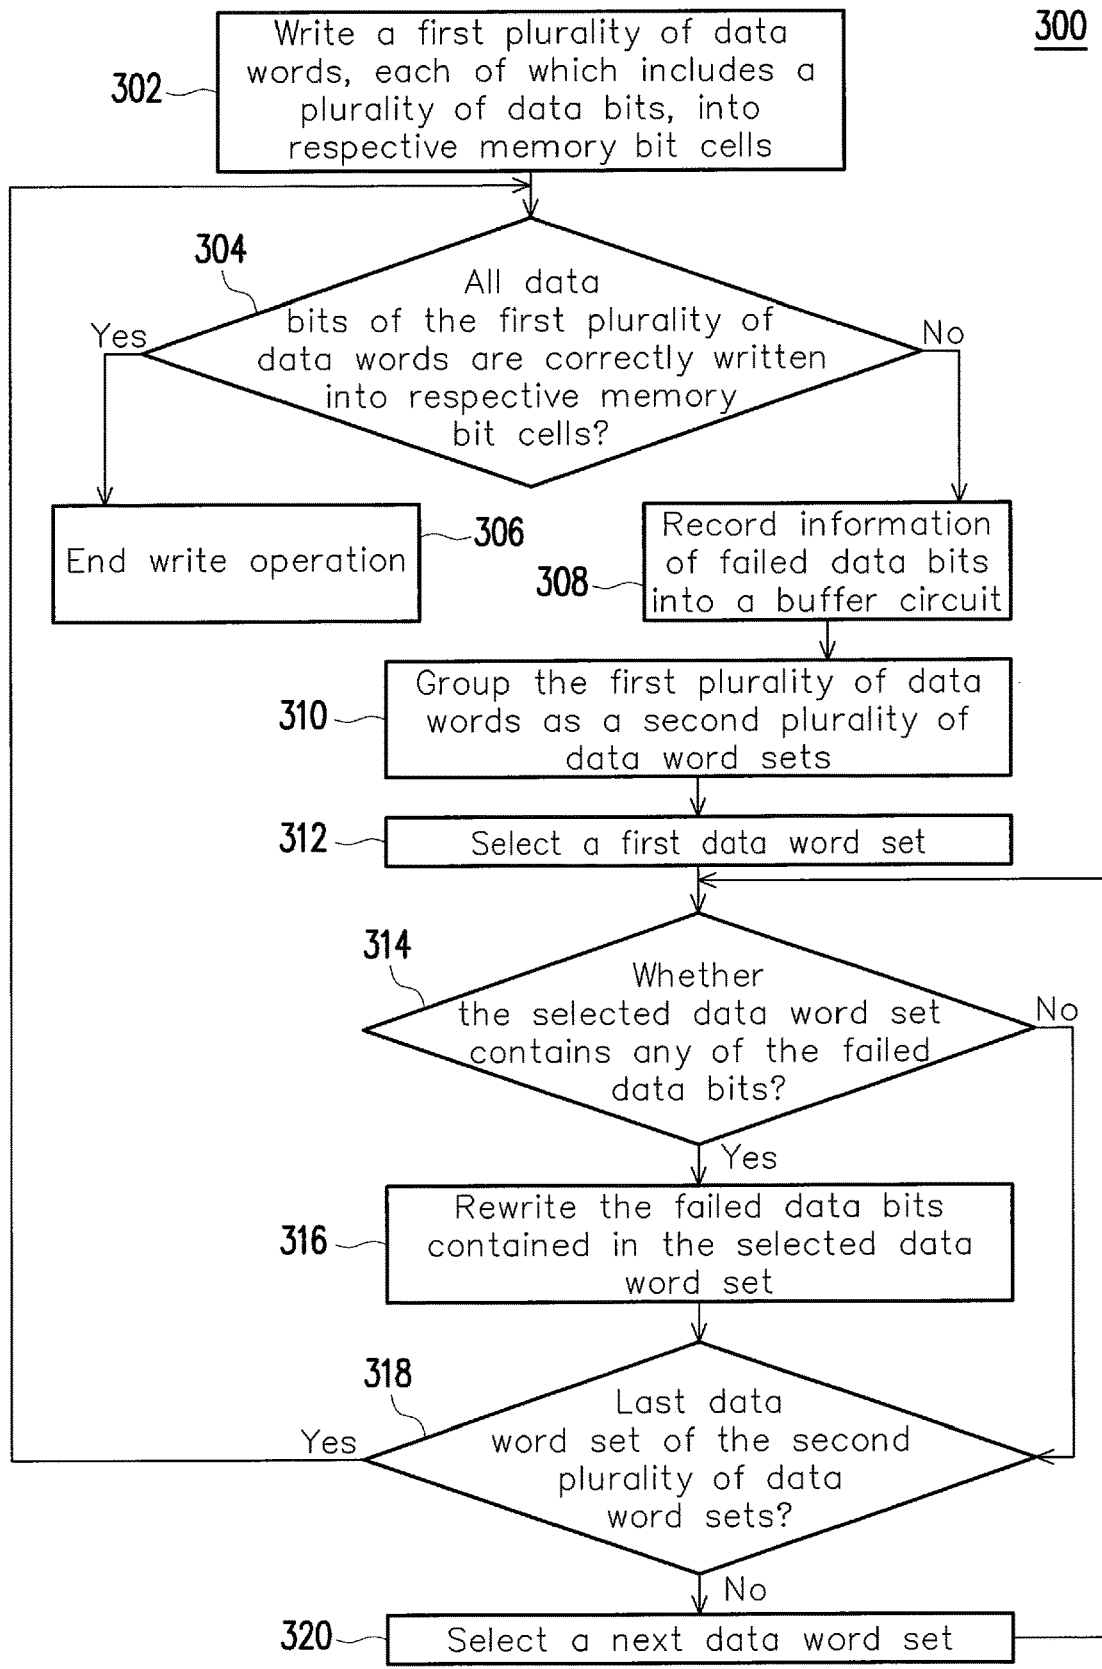 300
Write a first plurality of data
words, each of which includes a
plurality of data bits, into
respective memory bit cells
302
304
All data
bits of the first plurality of
data words are correctly written
into respective memory
bit cells?
Yes
No
End write operation
306
Record information
of failed data bits
into a buffer circuit
308
Group the first plurality of data
words as a second plurality of
data word sets
310
312
Select a first data word set
314
Whether
the selected data word set
contains any of the failed
data bits?
No
Yes
Rewrite the failed data bits
contained in the selected data
word set
316
318
Last data
word set of the second
plurality of data
word sets?
Yes
No
320
Select a next data word set